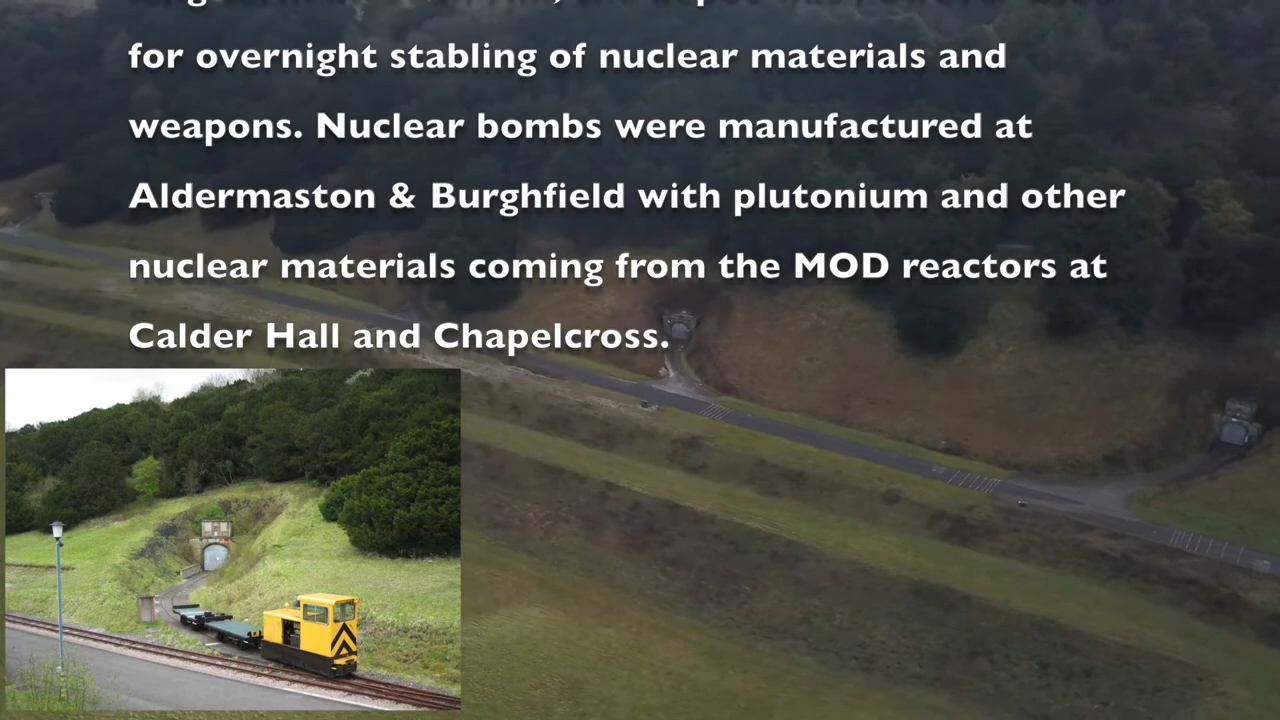 for overnight stabling of nuclear materials and
weapons. Nuclear bombs were manufactured at
Aldermaston & Burghfield with plutonium and other
nuclear materials coming from the MOD reactors at
Calder Hall and Chapelcross.